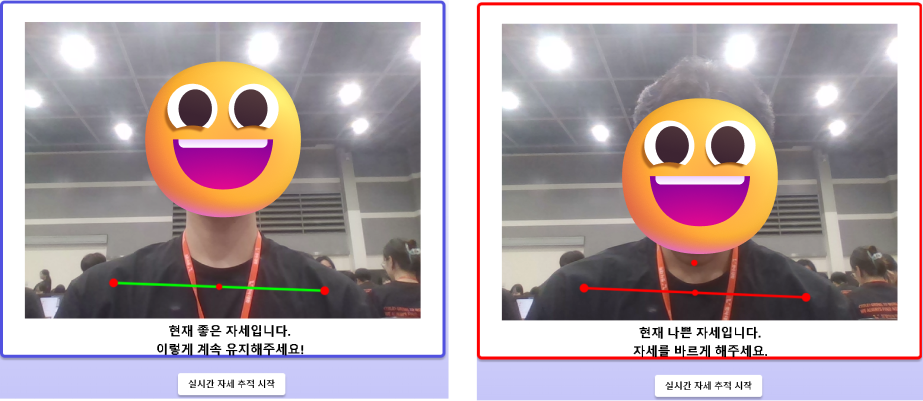 현재 좋은 자세입니다.
이렇게 계속 유지해주세요!
실시간 자세 추적 시작
현재 나쁜 자세입니다.
자세를 바르게 해주세요.
실시간 자세 추적 시작